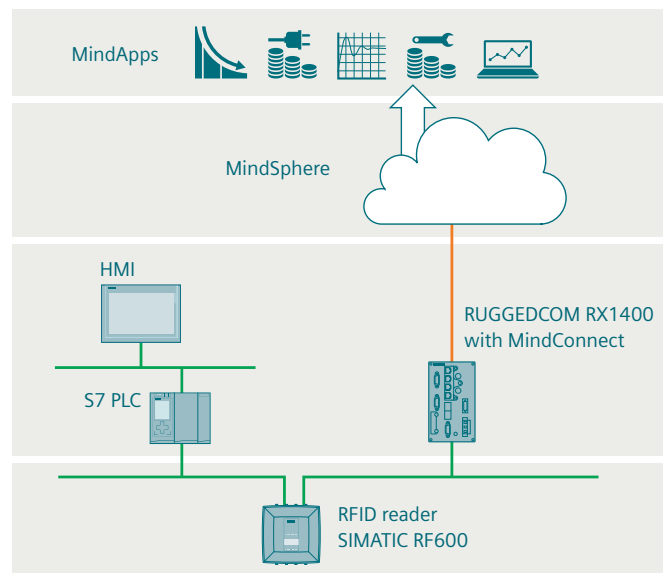 MindApps
MindSphere
HMI
RUGGEDCOM RX1400
with MindConnect
S7 PLC
RFID reader
SIMATIC RF600